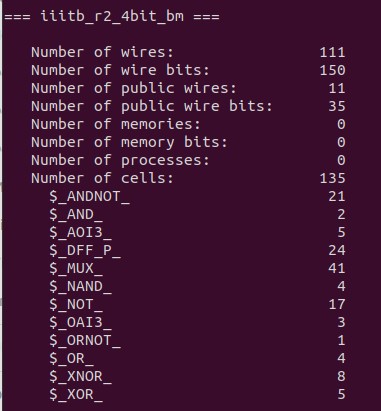 === iiitb_r2_4bit_bm ===
Number of wires: 111
Number of wire bits: 150
Number of public wires: 11
Number of public wire bits: 35
Number of memories: 0
Number of memory bits: 0
Number of processes: 0
Number of cells: 135
$_ANDNOT_ 21
$_AND_ 2
$_AOI3_ 5
$_DFF_P_ 24
$_MUX_ 41
$_NAND_ 4
$_NOT_ 17
$_OAI3_ 3
$_ORNOT_ 1
$_OR_ 4
$_XNOR_ 8
$_XOR_ 5